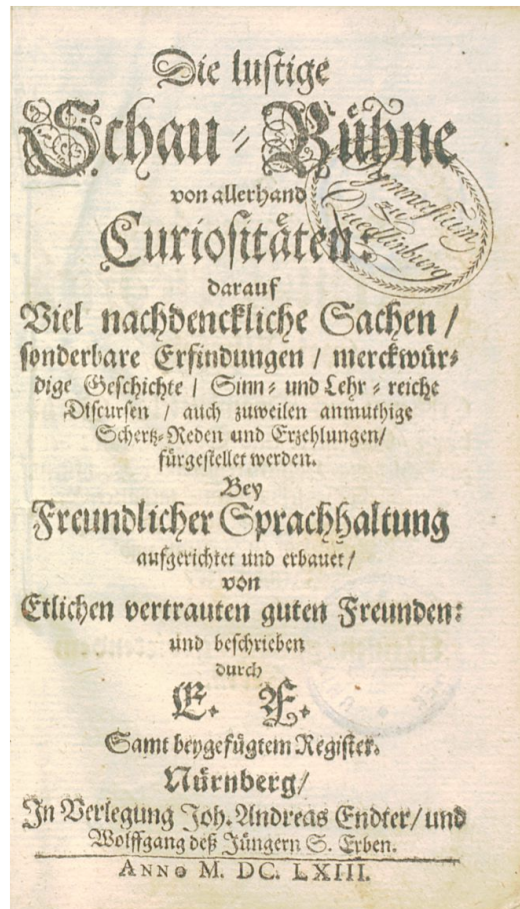 Die lustige
Schau-Bühne
von allerhand
Curiositäten:
darauf
Viel nachdenckliche Sachen /
sonderbare Erfindungen / merckwür-
dige Geschichte / Sinn- und Lehr-reiche
Discursen / auch zuweilen anmuthige
Schertz-Reden und Erzehlungen /
fürgestellet werden.
Bey
Freundlicher Sprachhaltung
aufgerichtet und erbauet /
von
Etlichen vertrauten guten Freunden:
und beschrieben
durch
E. F.
Samt beygefügtem Register.
Nürnberg /
In Verlegung Joh. Andreas Endter / und
Wolffgang deß Jüngern S. Erben.
ANNO M. DC. LXIII.
Gymnasium
zu
Quedlinburg